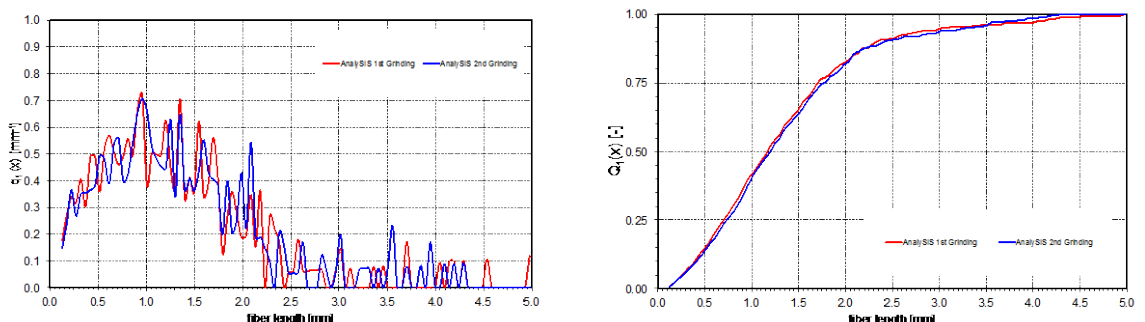 1.0
0.9
0.8
0.7
0.6
0.5
0.4
0.3
0.2
0.1
0.0
q₁ (x) [mm⁻¹]
AnalySIS 1st Grinding AnalySIS 2nd Grinding
0.0 0.5 1.0 1.5 2.0 2.5 3.0 3.5 4.0 4.5 5.0
fiber length [mm]
1.00
0.75
0.50
0.25
0.00
Q₁(x) [-]
AnalySIS 1st Grinding AnalySIS 2nd Grinding
0.0 0.5 1.0 1.5 2.0 2.5 3.0 3.5 4.0 4.5 5.0
fiber length [mm]